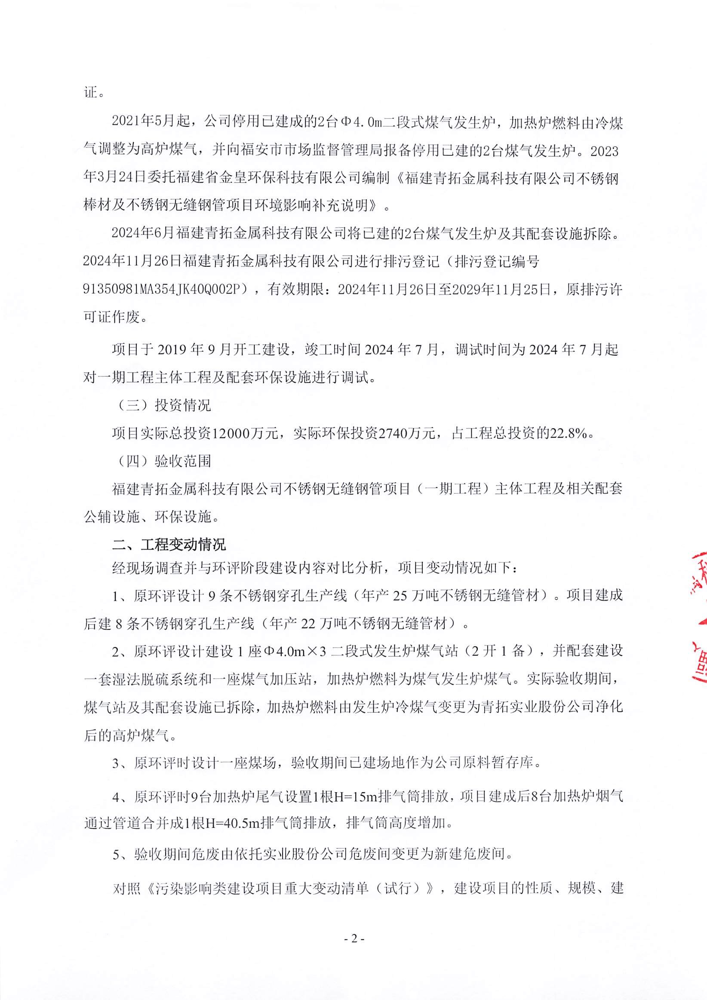 证。
2021年5月起，公司停用已建成的2台Φ4.0m二段式煤气发生炉，加热炉燃料由冷煤
气调整为高炉煤气，并向福安市市场监督管理局报备停用已建的2台煤气发生炉。2023
年3月24日委托福建省金皇环保科技有限公司编制《福建青拓金属科技有限公司不锈钢
棒材及不锈钢无缝钢管项目环境影响补充说明》。
2024年6月福建青拓金属科技有限公司将已建的2台煤气发生炉及其配套设施拆除。
2024年11月26日福建青拓金属科技有限公司进行排污登记（排污登记编号
91350981MA354JK40Q002P），有效期限：2024年11月26日至2029年11月25日，原排污许
可证作废。
项目于 2019 年 9 月开工建设，竣工时间 2024 年 7 月，调试时间为 2024 年 7 月起
对一期工程主体工程及配套环保设施进行调试。
（三）投资情况
项目实际总投资12000万元，实际环保投资2740万元，占工程总投资的22.8%。
（四）验收范围
福建青拓金属科技有限公司不锈钢无缝钢管项目（一期工程）主体工程及相关配套
公辅设施、环保设施。
二、工程变动情况
经现场调查并与环评阶段建设内容对比分析，项目变动情况如下：
1、原环评设计 9 条不锈钢穿孔生产线（年产 25 万吨不锈钢无缝管材）。项目建成
后建 8 条不锈钢穿孔生产线（年产 22 万吨不锈钢无缝管材）。
2、原环评设计建设 1 座Φ4.0m×3 二段式发生炉煤气站（2 开 1 备），并配套建设
一套湿法脱硫系统和一座煤气加压站，加热炉燃料为煤气发生炉煤气。实际验收期间，
煤气站及其配套设施已拆除，加热炉燃料由发生炉冷煤气变更为青拓实业股份公司净化
后的高炉煤气。
3、原环评时设计一座煤场，验收期间已建场地作为公司原料暂存库。
4、原环评时9台加热炉尾气设置1根H=15m排气筒排放，项目建成后8台加热炉烟气
通过管道合并成1根H=40.5m排气筒排放，排气筒高度增加。
5、验收期间危废由依托实业股份公司危废间变更为新建危废间。
对照《污染影响类建设项目重大变动清单（试行）》，建设项目的性质、规模、建
- 2 -